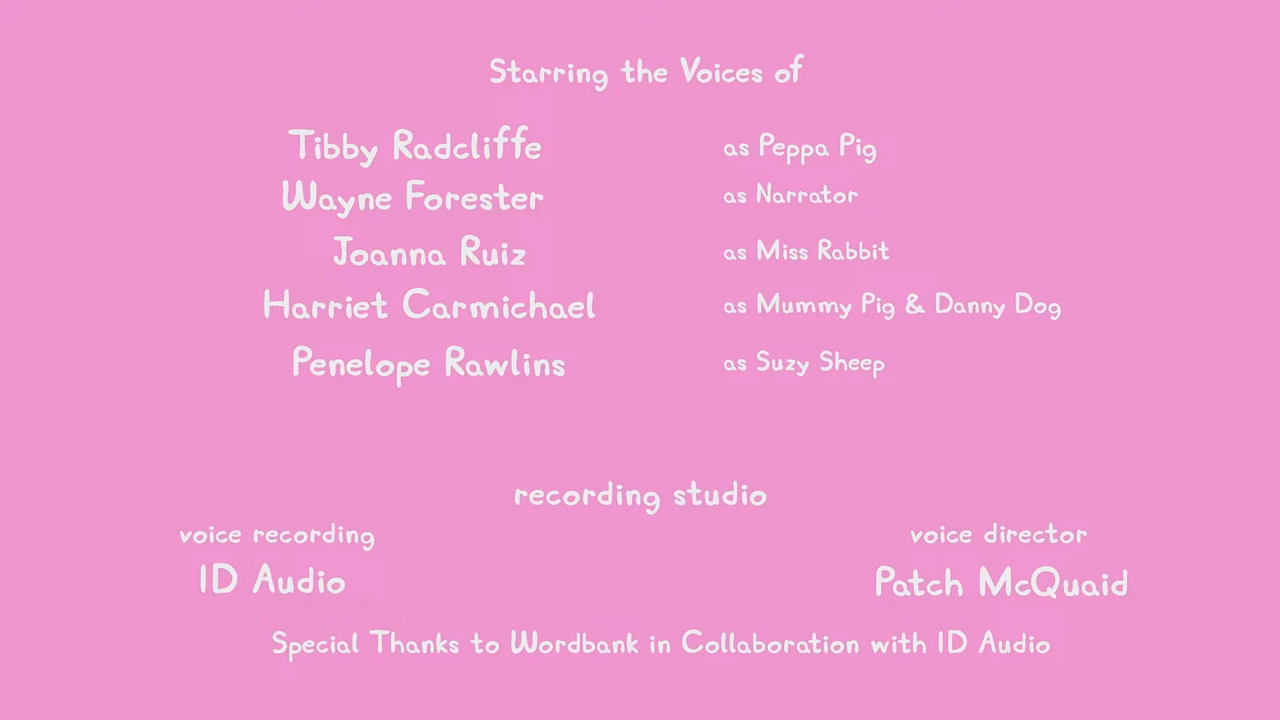 Starring the Voices of
Tibby Radcliffe as Peppa Pig
Wayne Forester as Narrator
Joanna Ruiz as Miss Rabbit
Harriet Carmichael as Mummy Pig & Danny Dog
Penelope Rawlins as Suzy Sheep
recording studio
voice recording voice director
ID Audio Patch McQuaid
Special Thanks to Wordbank in Collaboration with ID Audio